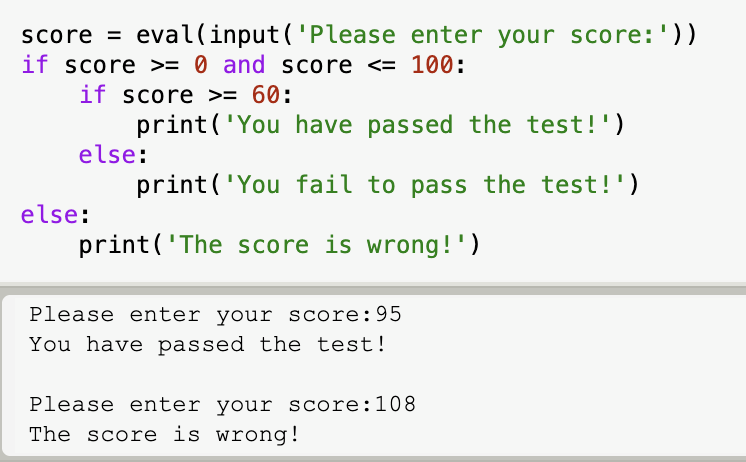 score = eval(input('Please enter your score:'))
if score >= 0 and score <= 100:
    if score >= 60:
        print('You have passed the test!')
    else:
        print('You fail to pass the test!')
else:
    print('The score is wrong!')
Please enter your score:95
You have passed the test!
Please enter your score:108
The score is wrong!